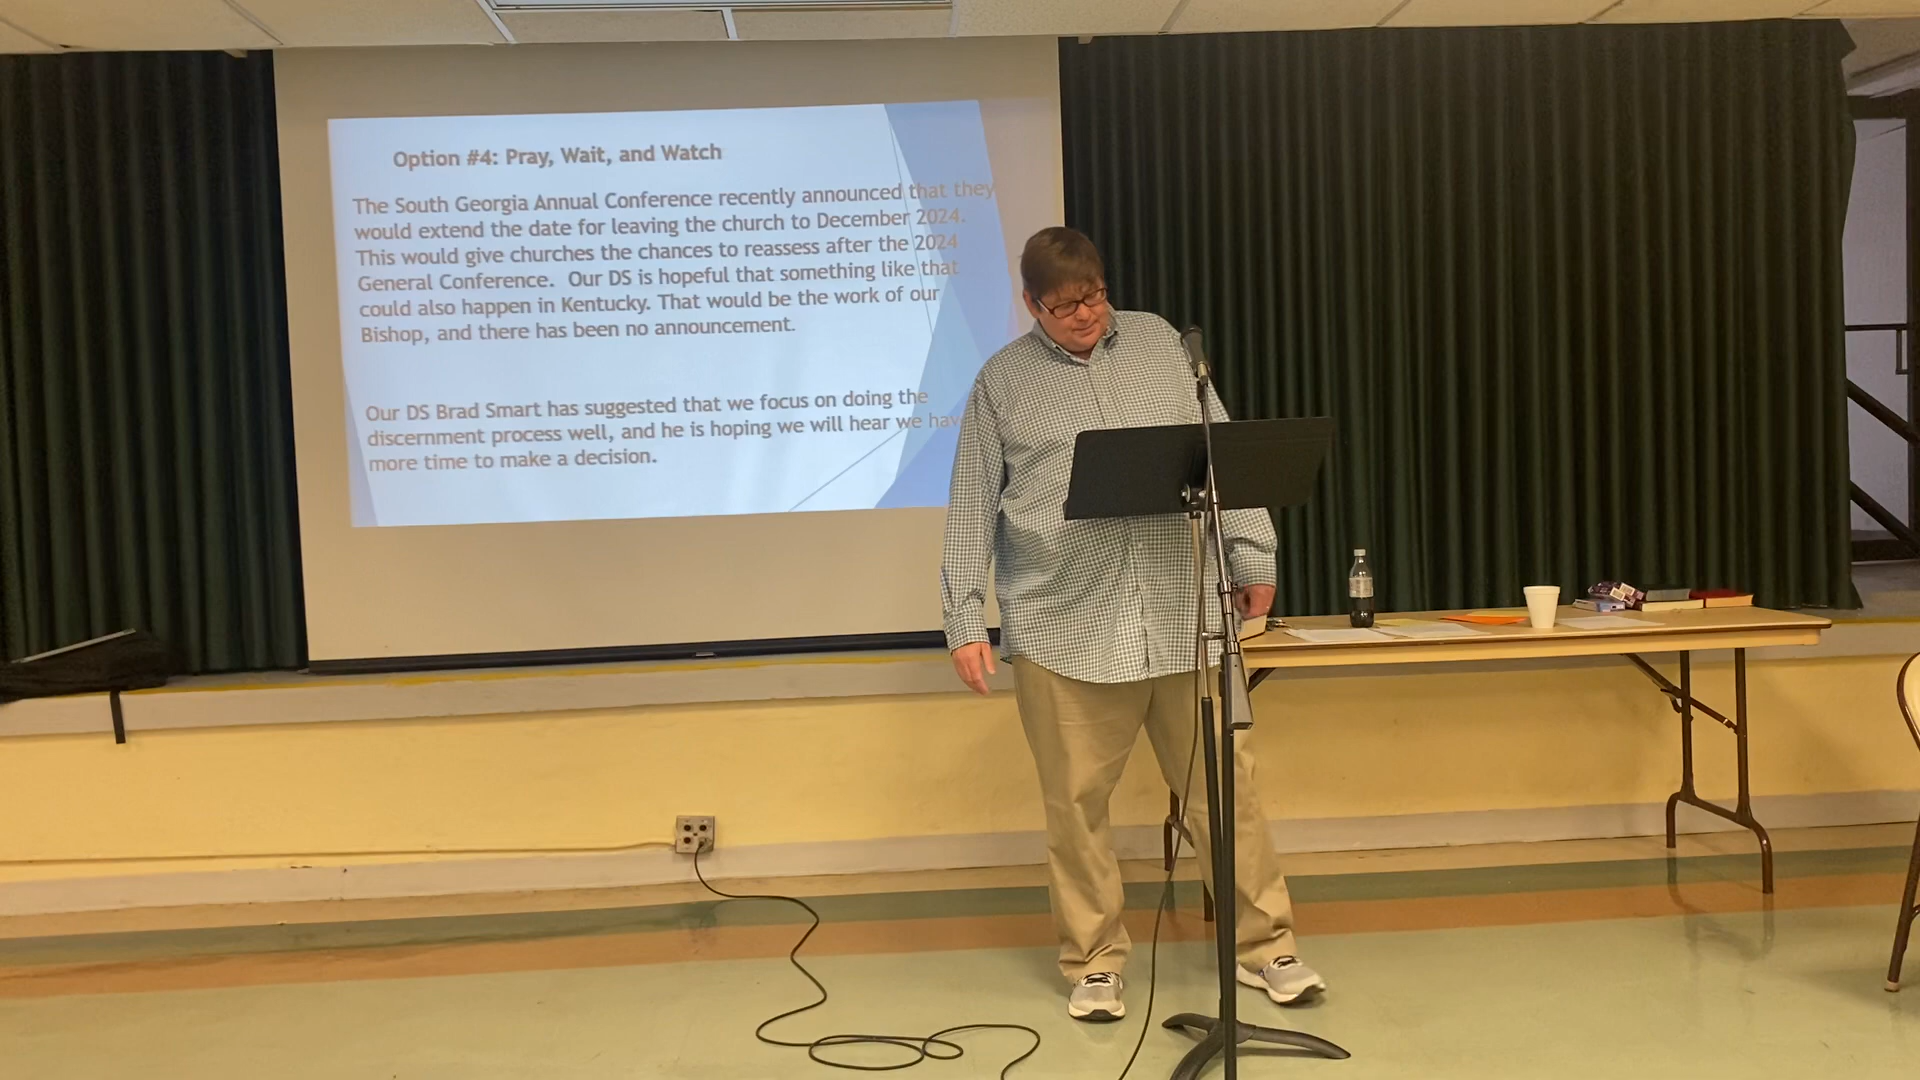 Option #4: Pray, Wait, and Watch
The South Georgia Annual Conference recently announced that they
would extend the date for leaving the church to December 2024.
This would give churches the chances to reassess after the 2024
General Conference. Our DS is hopeful that something like that
could also happen in Kentucky. That would be the work of our
Bishop, and there has been no announcement.
Our DS Brad Smart has suggested that we focus on doing the
discernment process well, and he is hoping we will hear we hav
more time to make a decision.